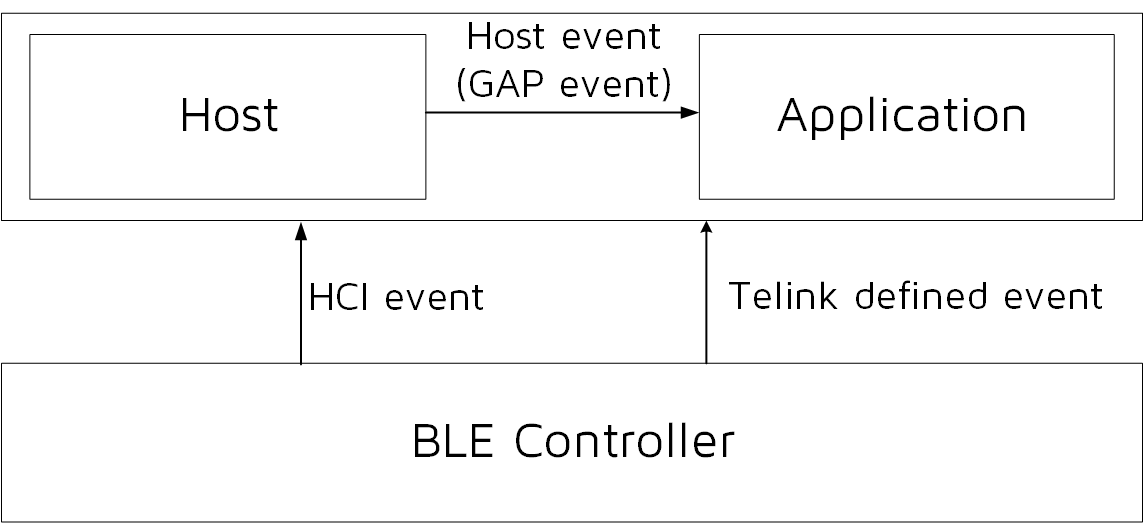 Host event
(GAP event)
Host
Application
HCI event
Telink defined event
BLE Controller